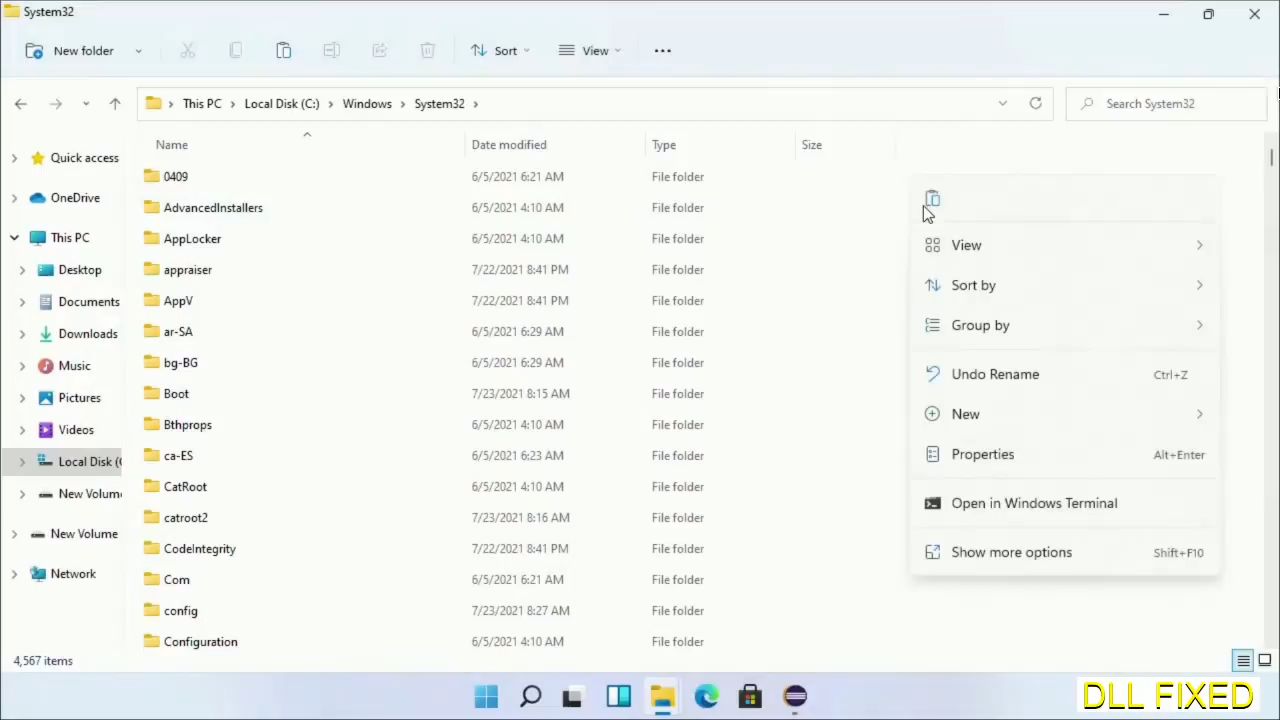 System32
New folder
Sort
View
This PC
Local Disk (C:)
Windows
System32
Search System32
Name
Date modified
Type
Size
Quick access
OneDrive
This PC
Desktop
Documents
Downloads
Music
Pictures
Videos
Local Disk (C
New Volum
New Volume
Network
0409 6/5/2021 6:21 AM File folder
AdvancedInstallers 6/5/2021 4:10 AM File folder
AppLocker 6/5/2021 4:10 AM File folder
appraiser 7/22/2021 8:41 PM File folder
AppV 7/22/2021 8:41 PM File folder
ar-SA 6/5/2021 6:29 AM File folder
bg-BG 6/5/2021 6:29 AM File folder
Boot 7/23/2021 8:15 AM File folder
Bthprops 6/5/2021 4:10 AM File folder
ca-ES 6/5/2021 6:23 AM File folder
CatRoot 6/5/2021 4:10 AM File folder
catroot2 7/23/2021 8:16 AM File folder
CodeIntegrity 7/22/2021 8:41 PM File folder
Com 6/5/2021 6:21 AM File folder
config 7/23/2021 8:27 AM File folder
Configuration 6/5/2021 4:10 AM File folder
View
Sort by
Group by
Undo Rename Ctrl+Z
New
Properties Alt+Enter
Open in Windows Terminal
Show more options Shift+F10
4,567 items
DLL FIXED